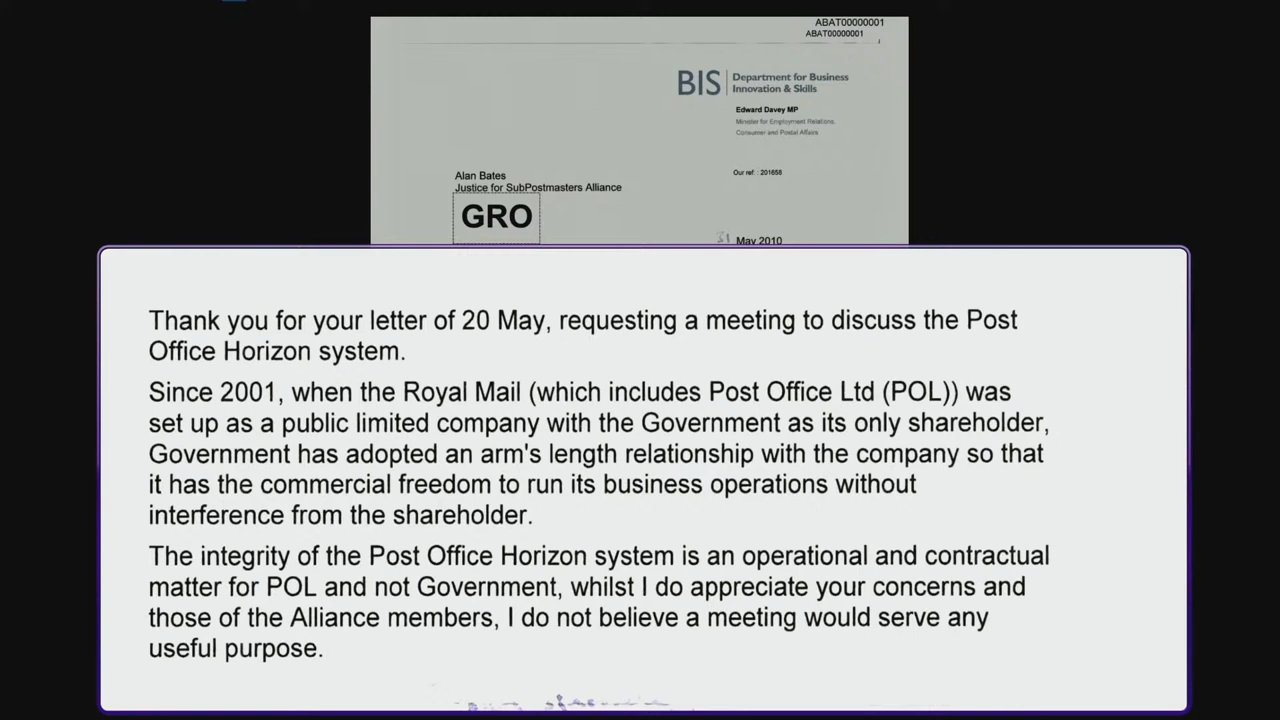 ABAT00000001
ABAT00000001
BIS
Department for Business
Innovation & Skills
Edward Davey MP
Minister for Employment Relations,
Consumer and Postal Affairs
Our ref: : 201658
Alan Bates
Justice for SubPostmasters Alliance
GRO
31 May 2010
Thank you for your letter of 20 May, requesting a meeting to discuss the Post
Office Horizon system.
Since 2001, when the Royal Mail (which includes Post Office Ltd (POL)) was
set up as a public limited company with the Government as its only shareholder,
Government has adopted an arm's length relationship with the company so that
it has the commercial freedom to run its business operations without
interference from the shareholder.
The integrity of the Post Office Horizon system is an operational and contractual
matter for POL and not Government, whilst I do appreciate your concerns and
those of the Alliance members, I do not believe a meeting would serve any
useful purpose.